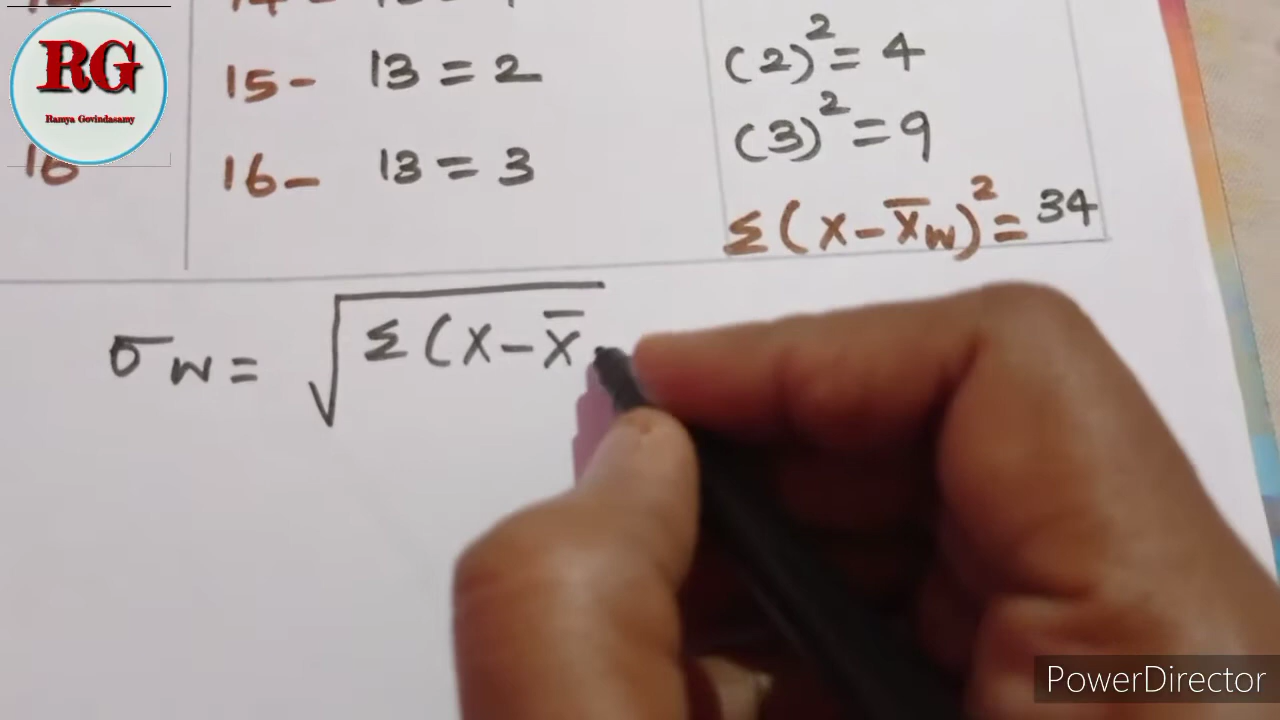 RG
Ramya Govindasamy
15- 13 = 2
(2)² = 4
(3)² = 9
16 16- 13 = 3
Σ(x-x̅w)² = 34
σw = √Σ(x-x̅
PowerDirector